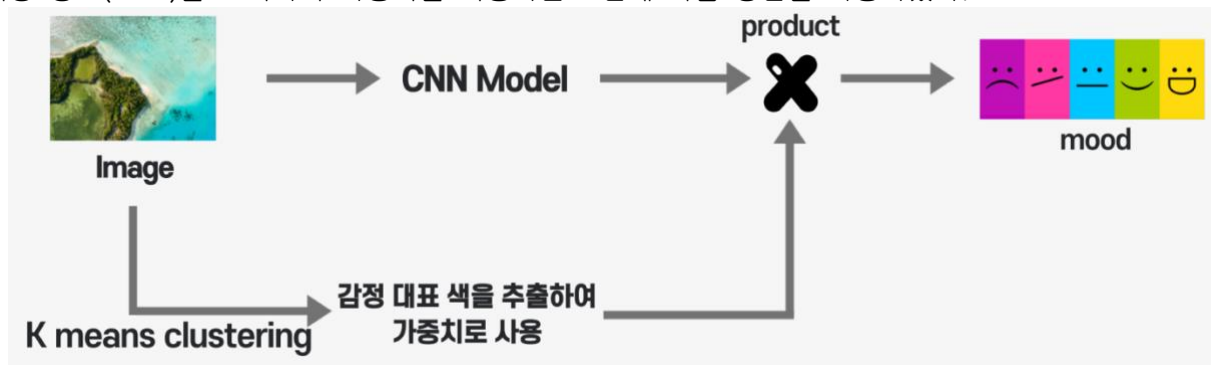 product
CNN Model
mood
Image
감정 대표 색을 추출하여
가중치로 사용
K means clustering